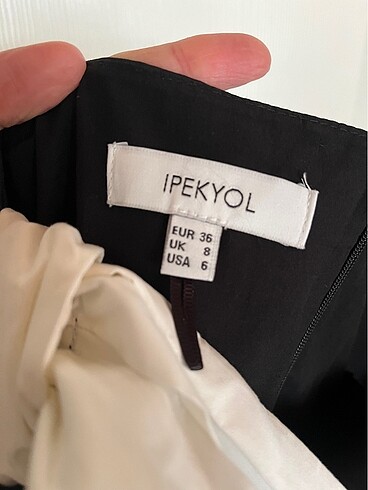 IPEKYOL
EUR 36
UK 8
USA 6